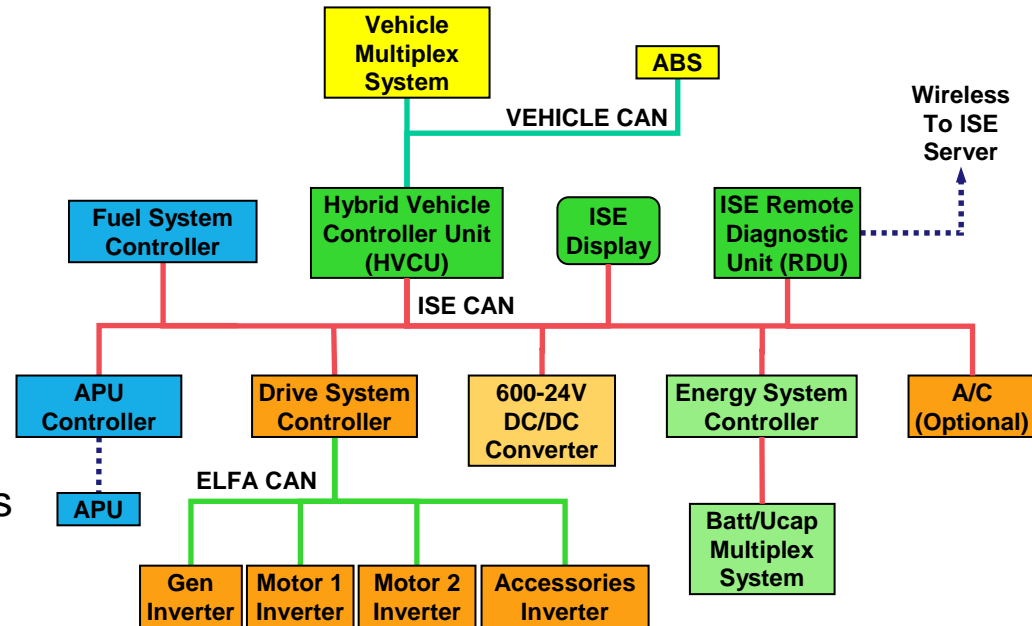 Vehicle
Multiplex
System
ABS
VEHICLE CAN
Wireless
To ISE
Server
Fuel System
Controller
Hybrid Vehicle
Controller Unit
(HVCU)
ISE
Display
ISE Remote
Diagnostic
Unit (RDU)
ISE CAN
APU
Controller
Drive System
Controller
600-24V
DC/DC
Converter
Energy System
Controller
A/C
(Optional)
ELFA CAN
s
APU
Batt/Ucap
Multiplex
System
Gen
Inverter
Motor 1
Inverter
Motor 2
Inverter
Accessories
Inverter